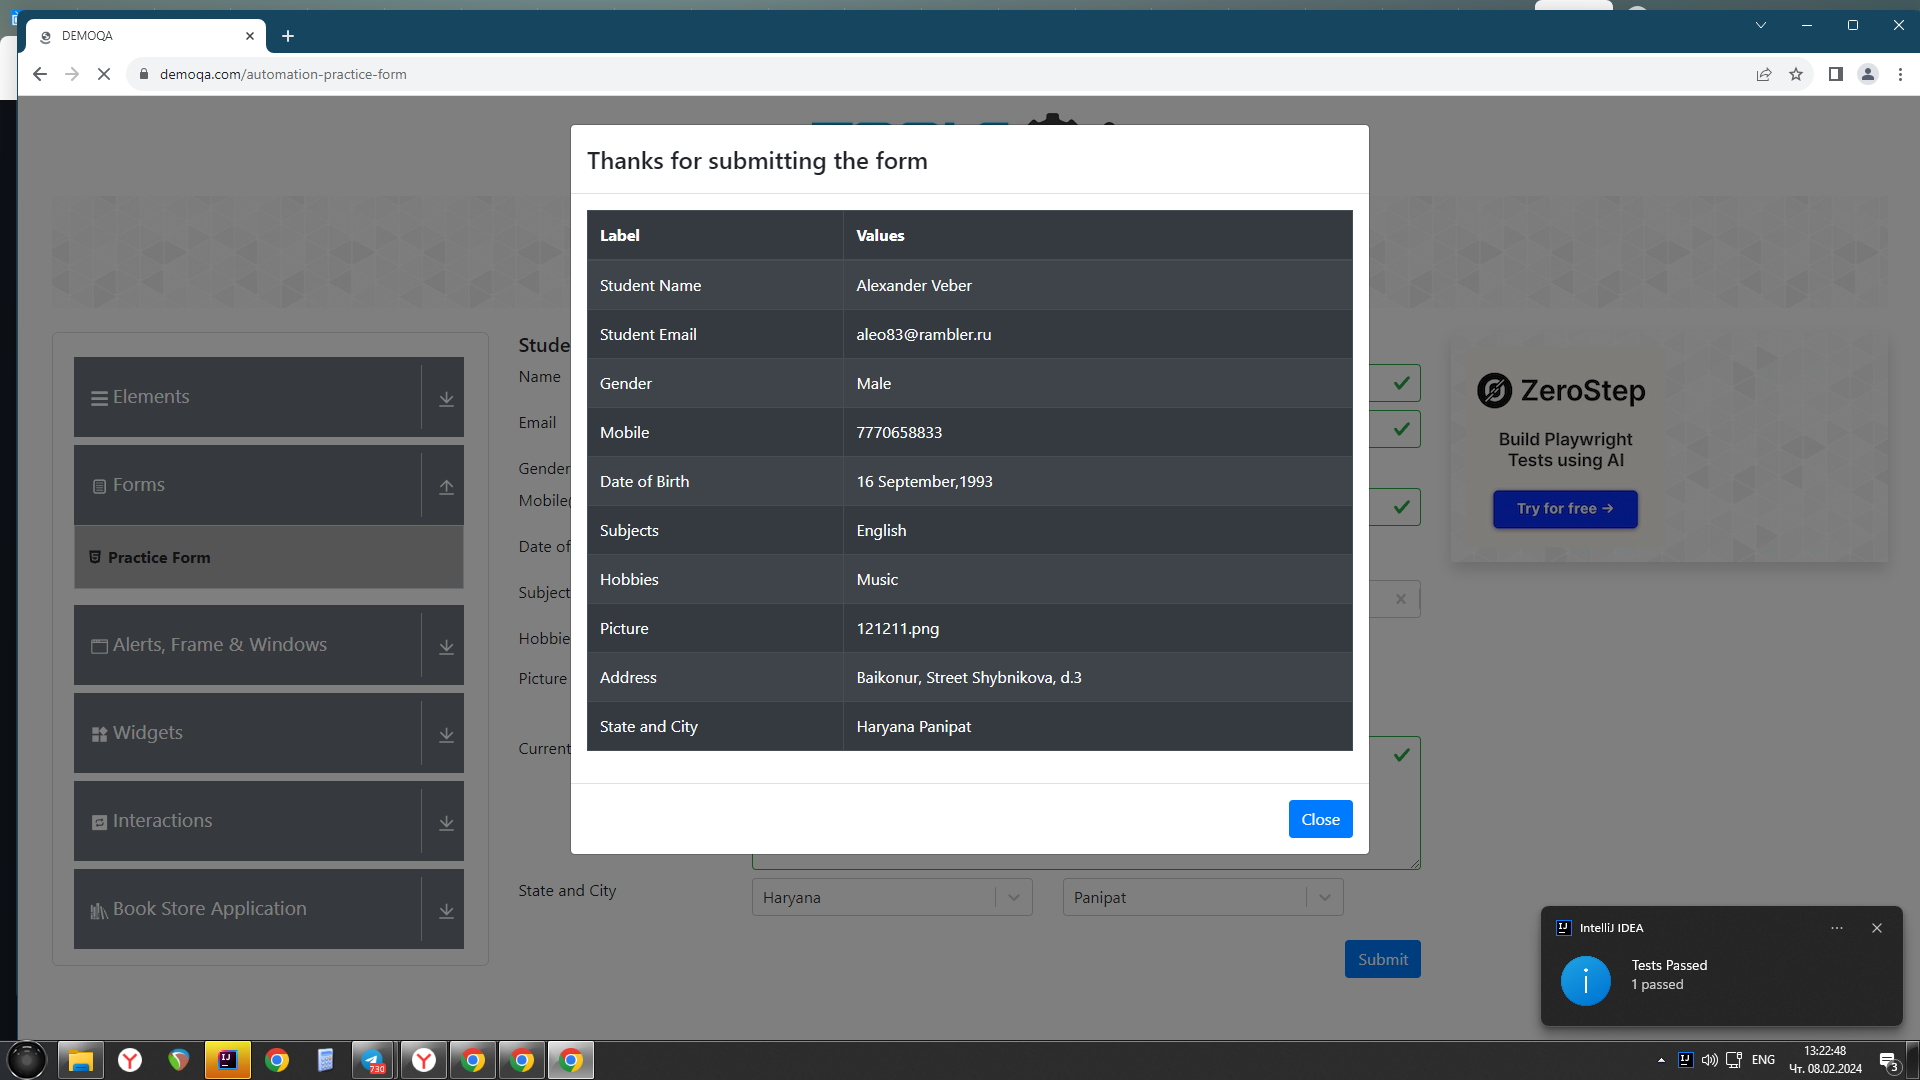 DEMOQA
demoqa.com/automation-practice-form
Thanks for submitting the form
Label Values
Student Name Alexander Veber
Student Email aleo83@rambler.ru
Gender Male
Mobile 7770658833
Date of Birth 16 September,1993
Subjects English
Hobbies Music
Picture 121211.png
Address Baikonur, Street Shybnikova, d.3
State and City Haryana Panipat
Close
Elements
Forms
Practice Form
Alerts, Frame & Windows
Widgets
Interactions
Book Store Application
Stude
Name
Email
Gender
Mobile(
Date of
Subject
Hobbie
Picture
Current
State and City
Haryana
Panipat
Submit
ZeroStep
Build Playwright
Tests using AI
Try for free →
IJ IntelliJ IDEA
Tests Passed
1 passed
IJ
730
IJ
ENG
13:22:48
Чт. 08.02.2024
3